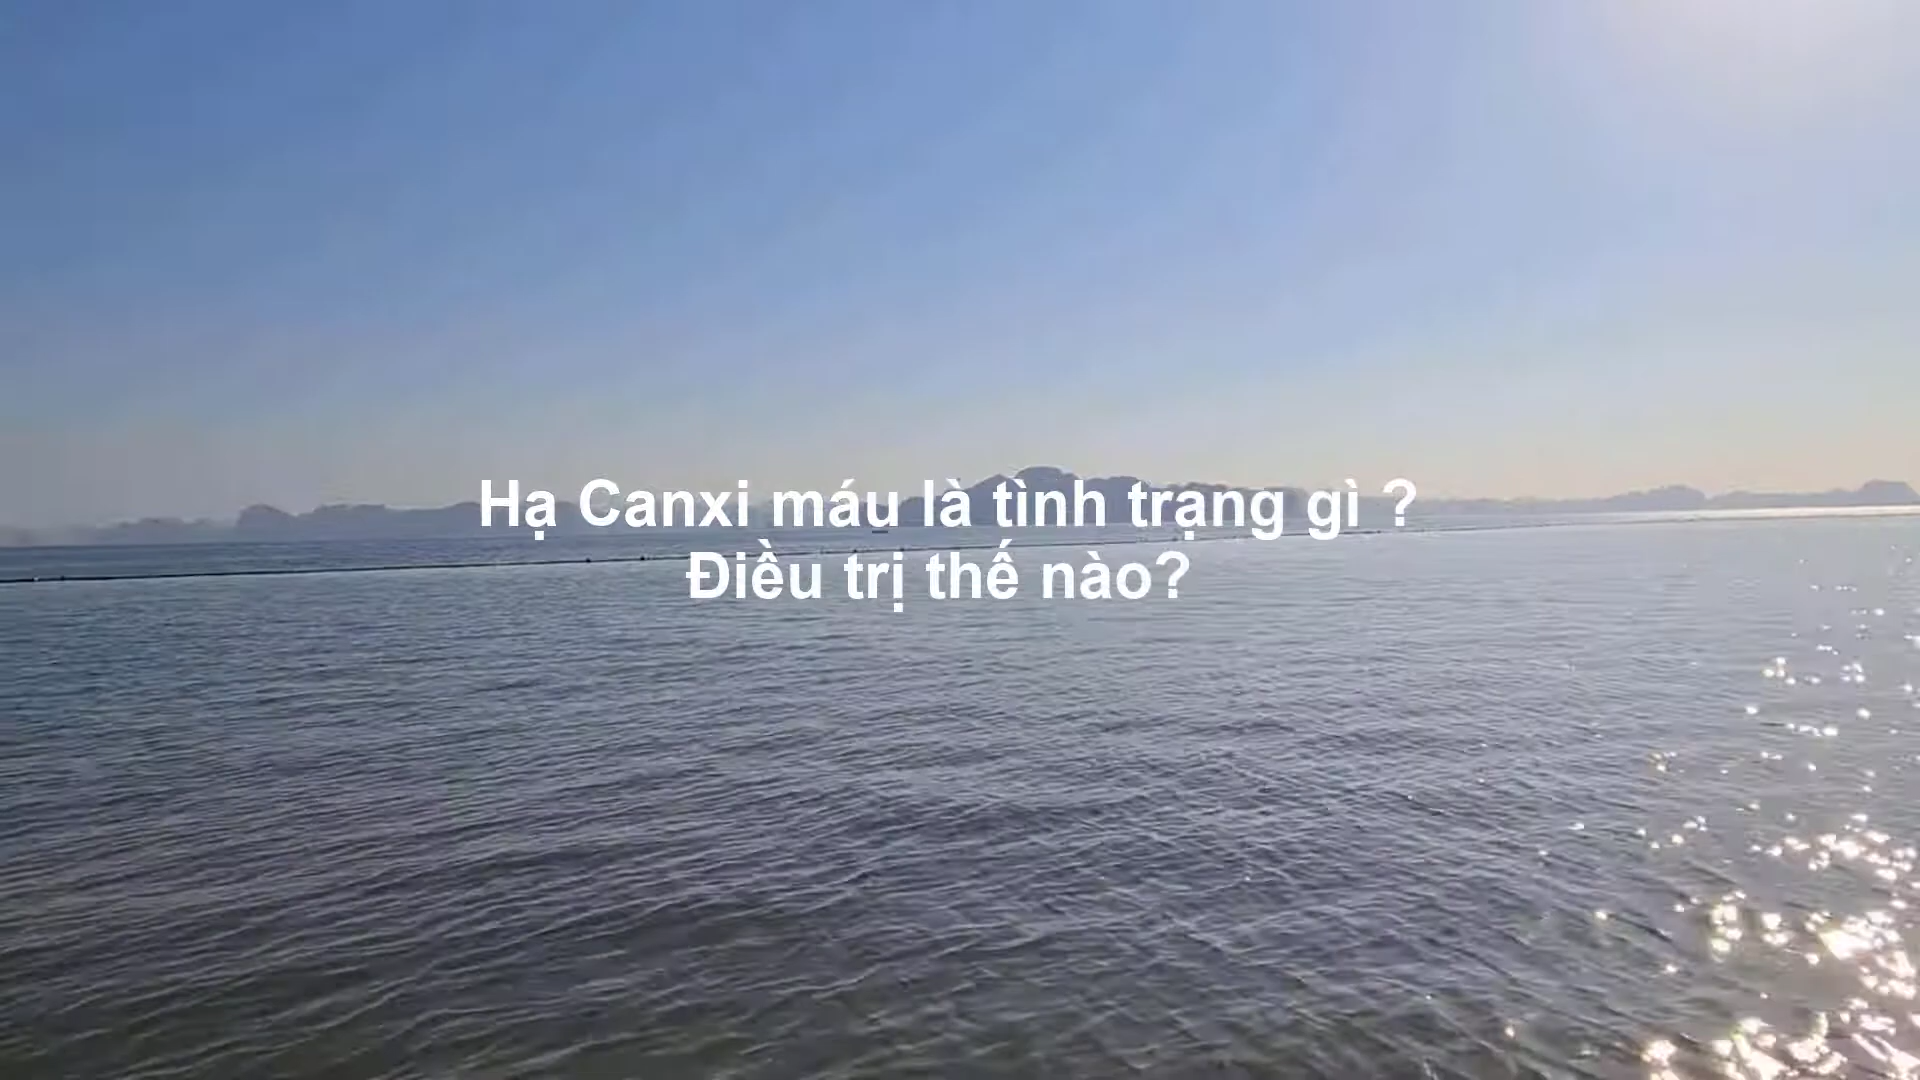 Hạ Canxi máu là tình trạng gì ?
Điều trị thế nào?